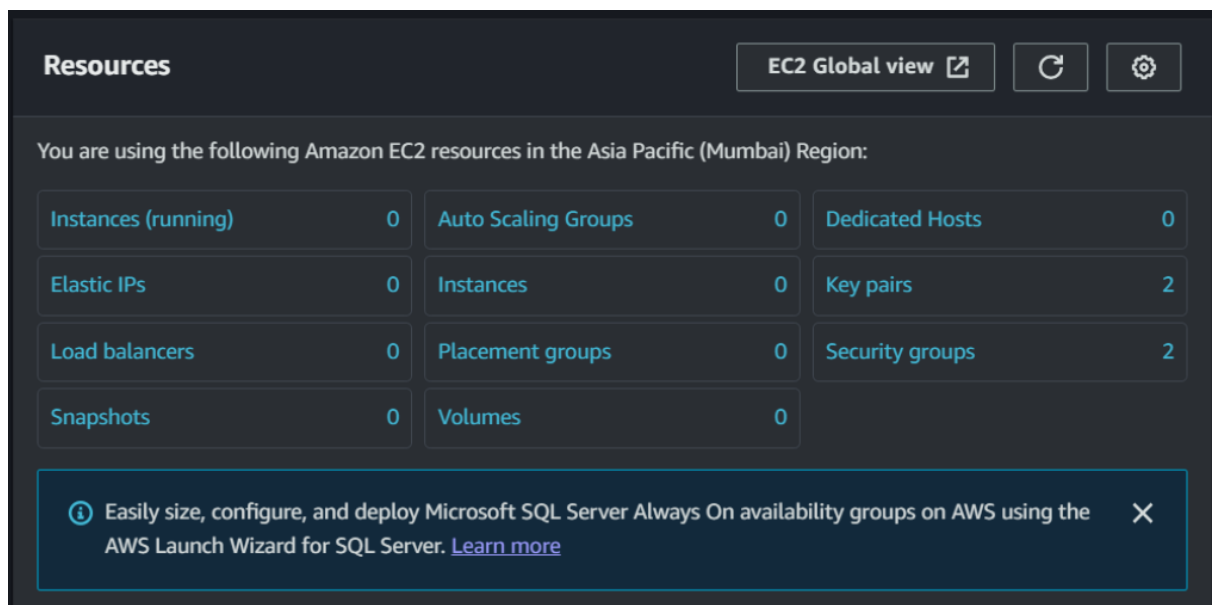 Resources
EC2 Global view
You are using the following Amazon EC2 resources in the Asia Pacific (Mumbai) Region:
Instances (running) 0 Auto Scaling Groups 0 Dedicated Hosts 0
Elastic IPs 0 Instances 0 Key pairs 2
Load balancers 0 Placement groups 0 Security groups 2
Snapshots 0 Volumes 0
Easily size, configure, and deploy Microsoft SQL Server Always On availability groups on AWS using the
AWS Launch Wizard for SQL Server. Learn more